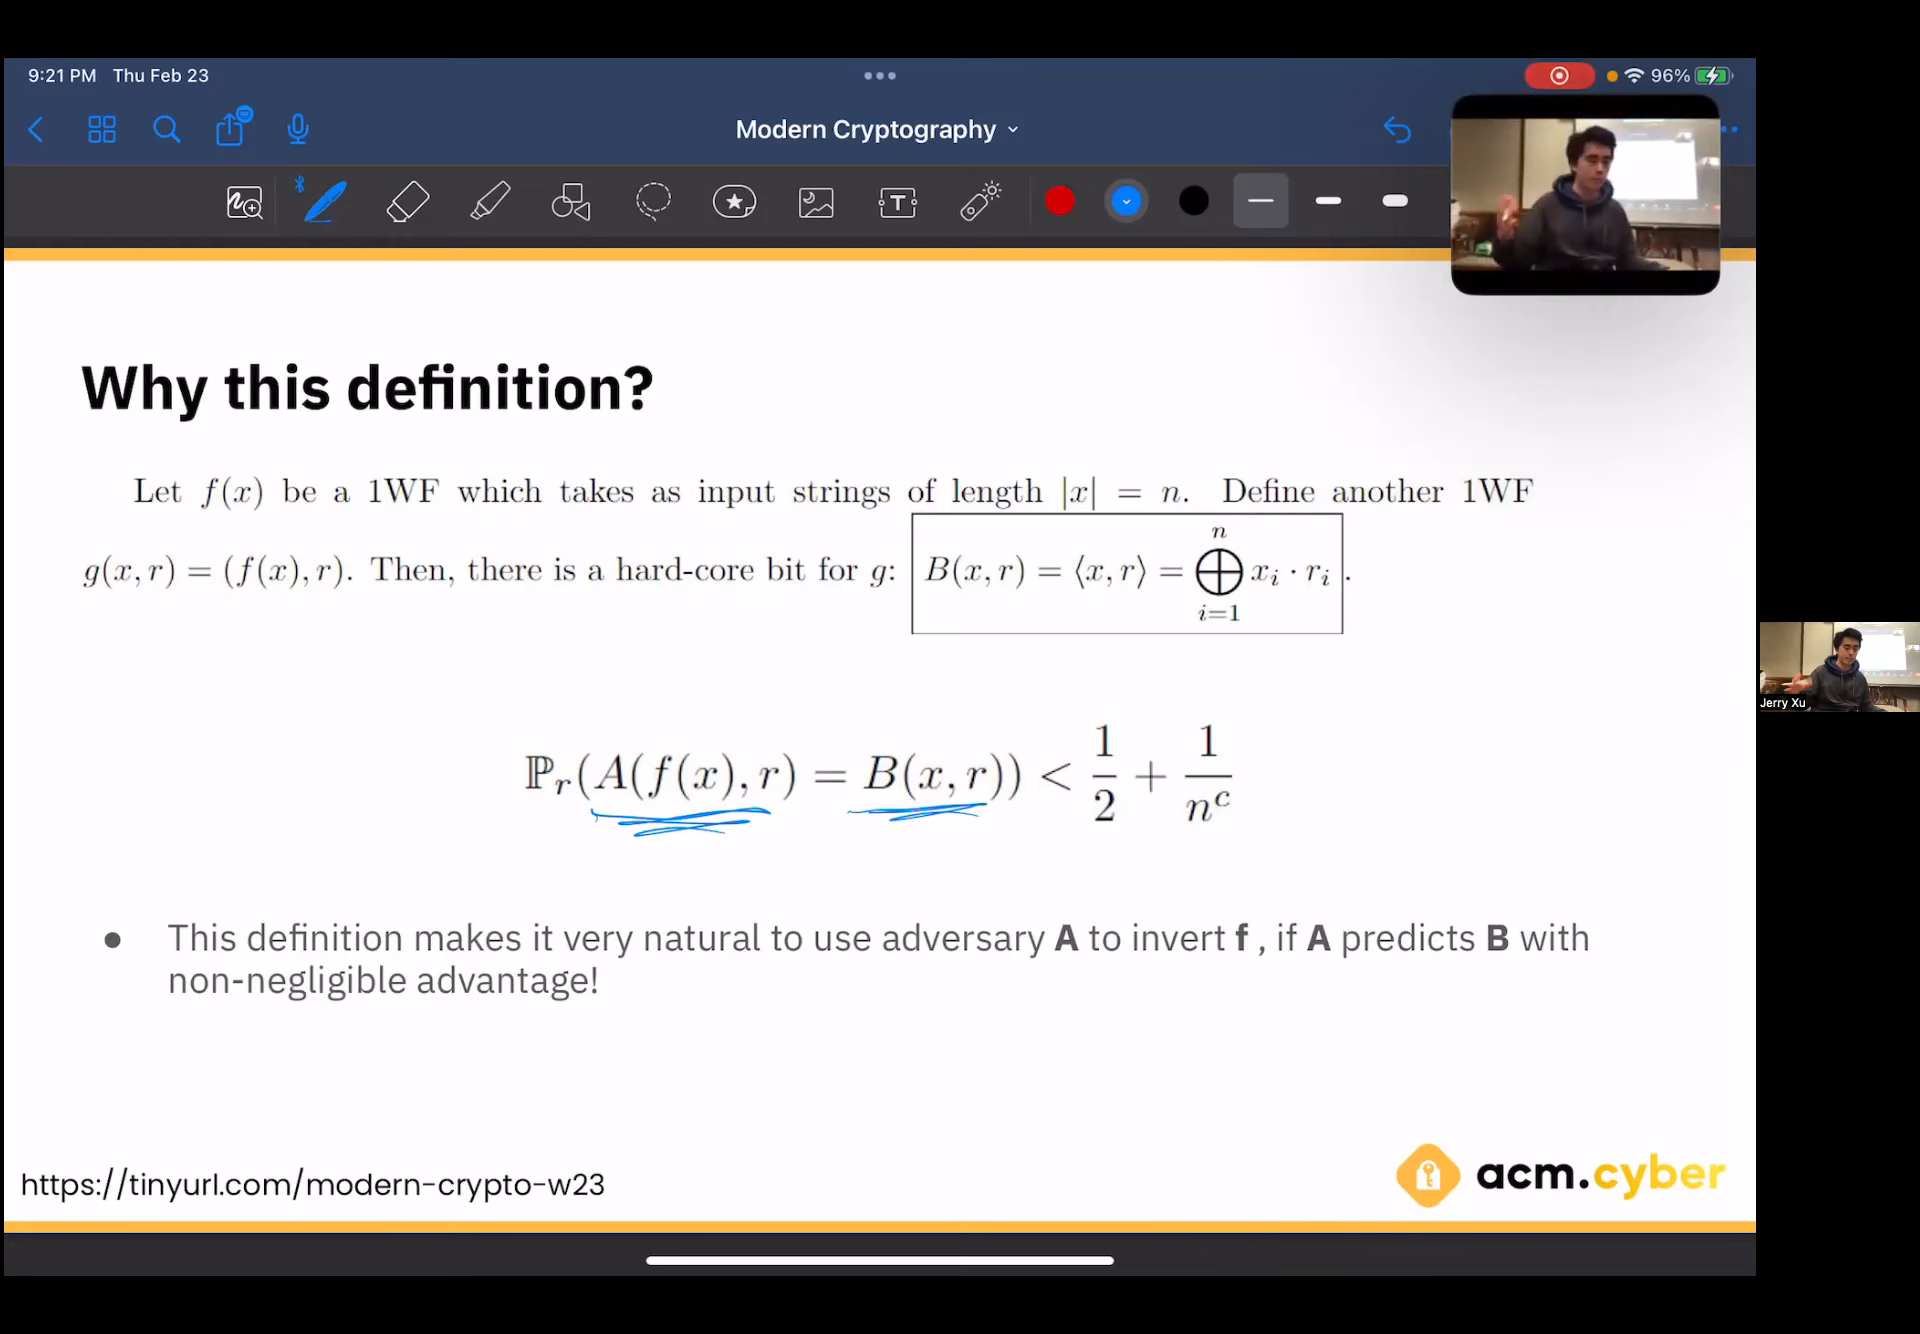 9:21 PM Thu Feb 23
96%
Modern Cryptography
T
Why this definition?
Let f(x) be a 1WF which takes as input strings of length |x| = n. Define another 1WF
g(x, r) = (f(x), r). Then, there is a hard-core bit for g: B(x, r) = ⟨x, r⟩ = ⨁_{i=1}^{n} x_i · r_i .
ℙ_r(A(f(x), r) = B(x, r)) < 1/2 + 1/n^c
● This definition makes it very natural to use adversary A to invert f , if A predicts B with
non-negligible advantage!
Jerry Xu
https://tinyurl.com/modern-crypto-w23
acm.cyber